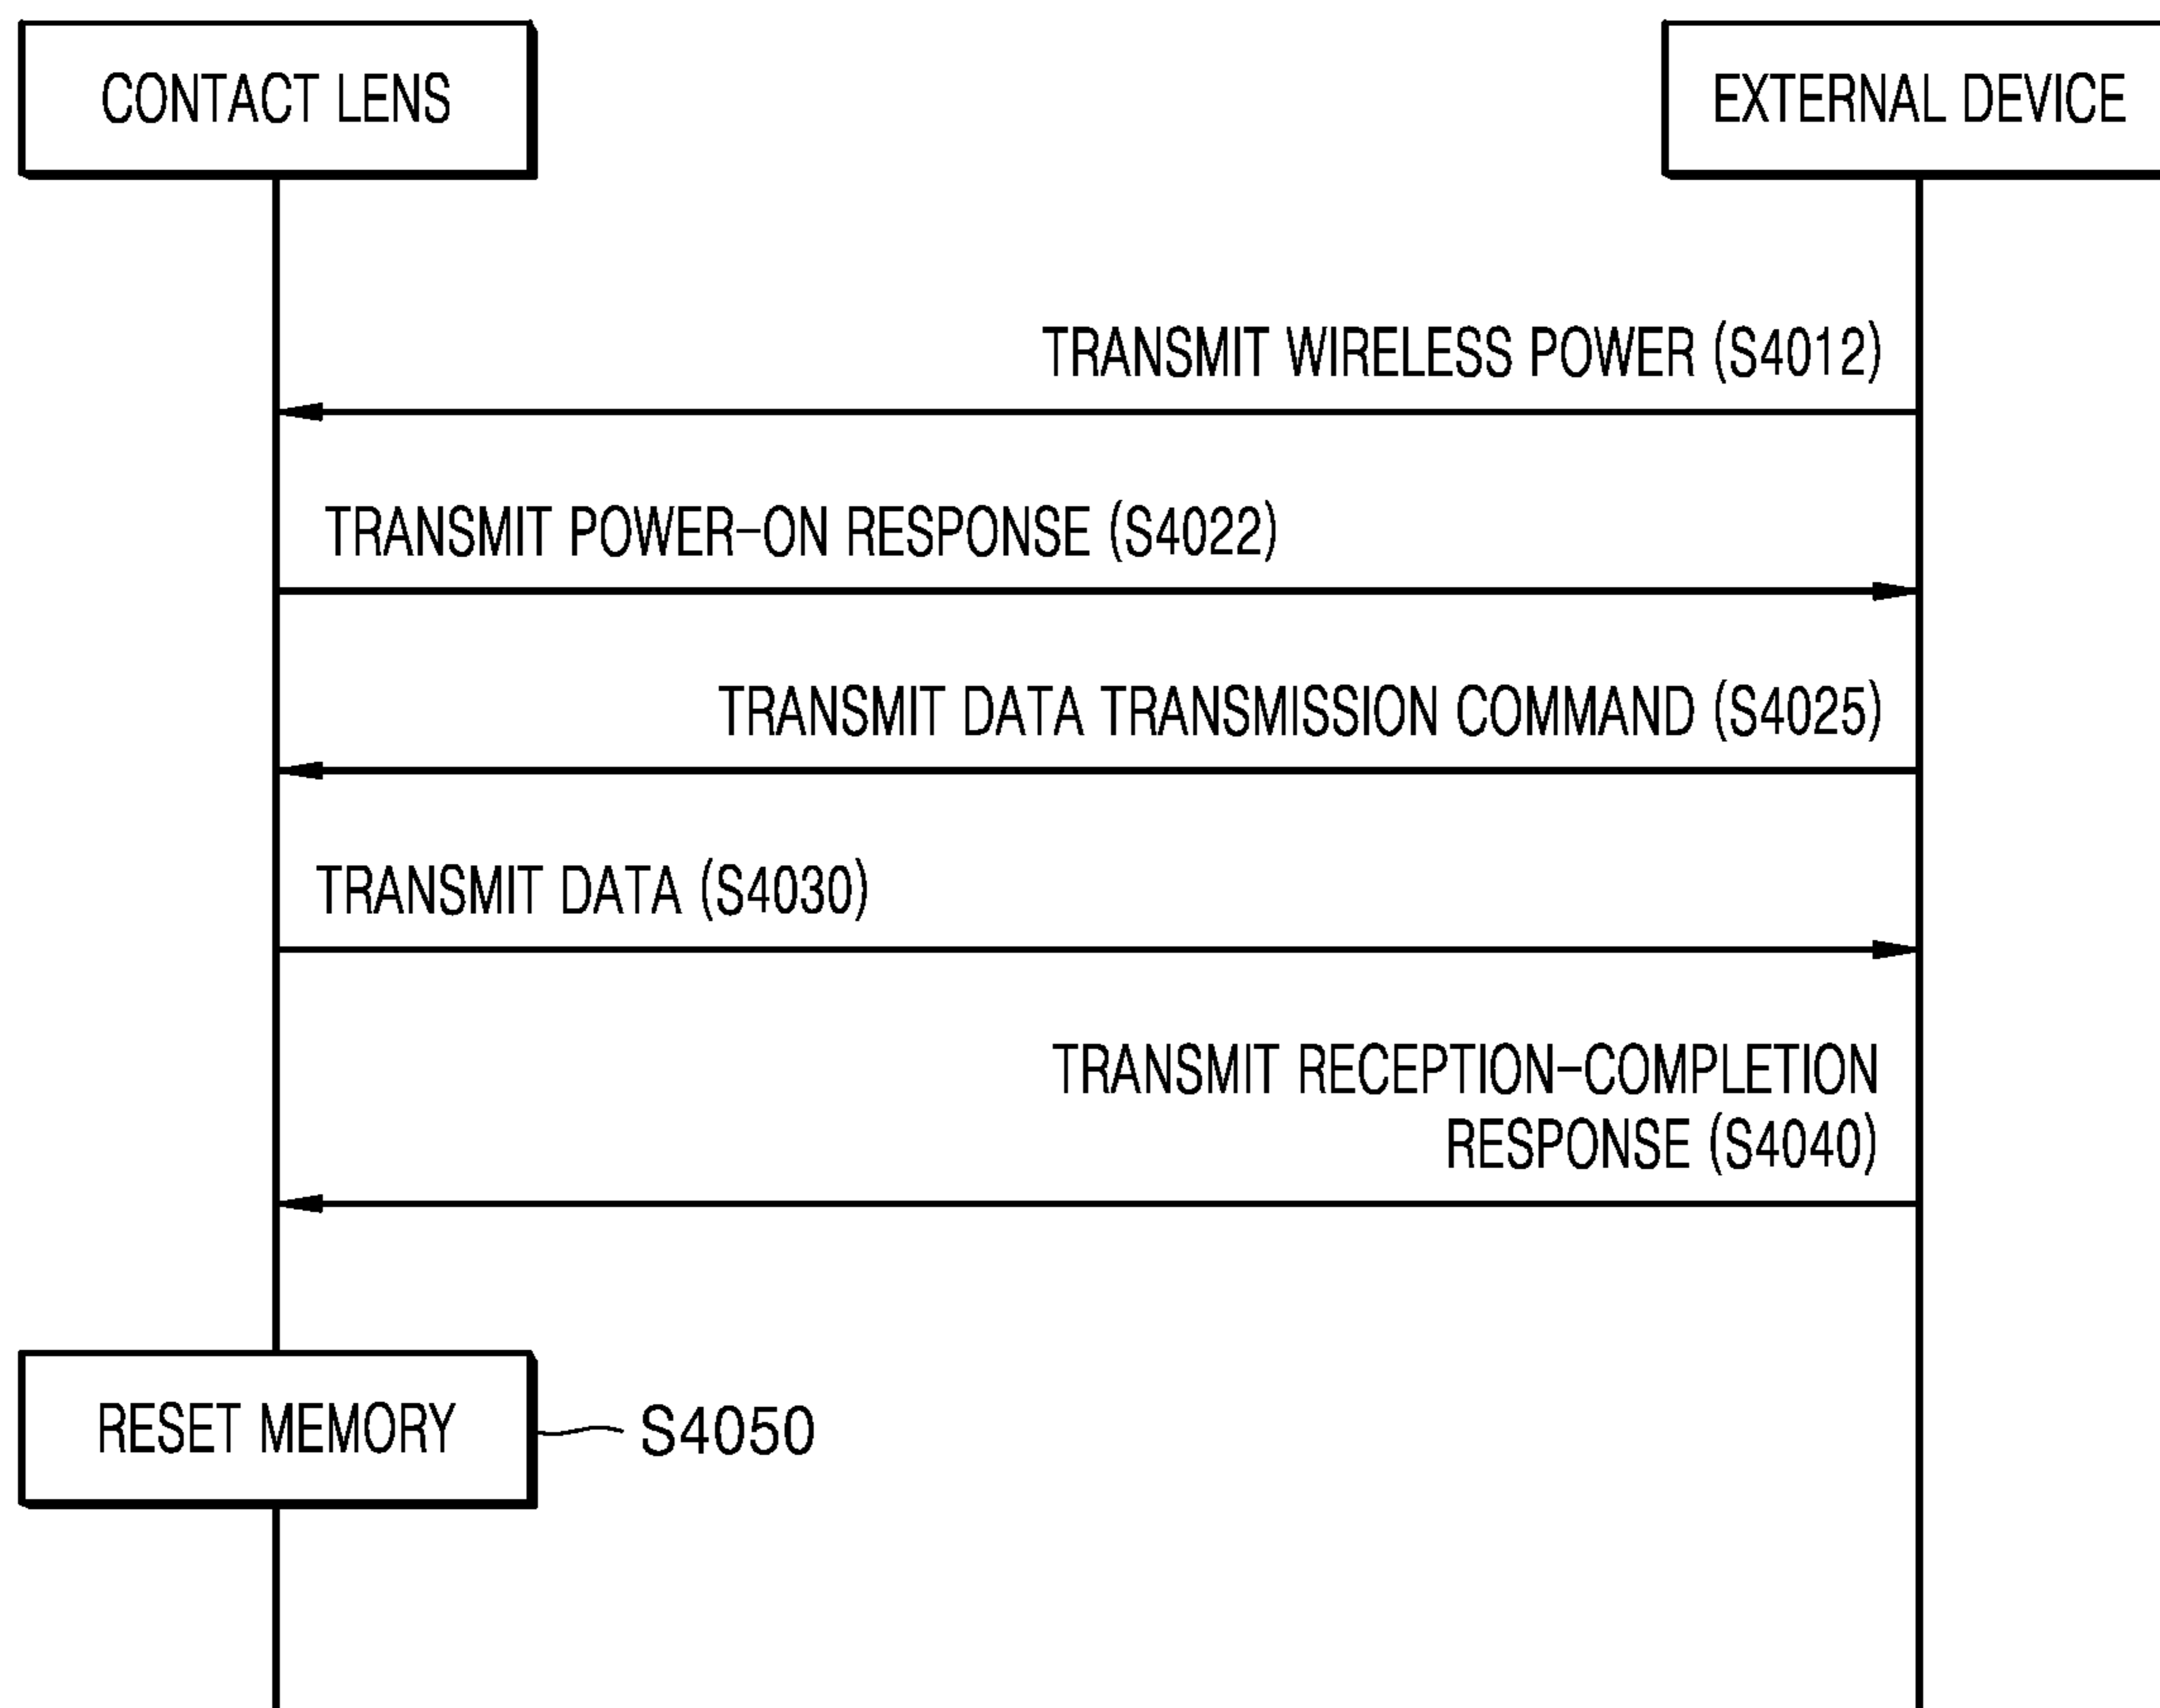 CONTACT LENS
EXTERNAL DEVICE
TRANSMIT WIRELESS POWER (S4012)
TRANSMIT POWER-ON RESPONSE (S4022)
TRANSMIT DATA TRANSMISSION COMMAND (S4025)
TRANSMIT DATA (S4030)
TRANSMIT RECEPTION-COMPLETION
RESPONSE (S4040)
RESET MEMORY
S4050